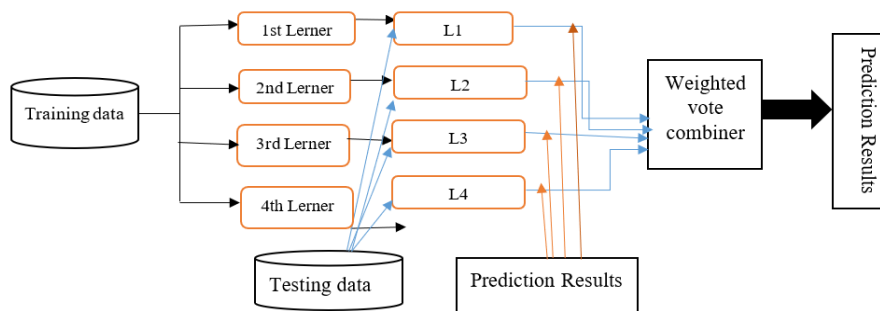 1st Lerner
L1
2nd Lerner
L2
Training data
3rd Lerner
L3
4th Lerner
L4
Weighted
vote
combiner
Prediction Results
Testing data
Prediction Results